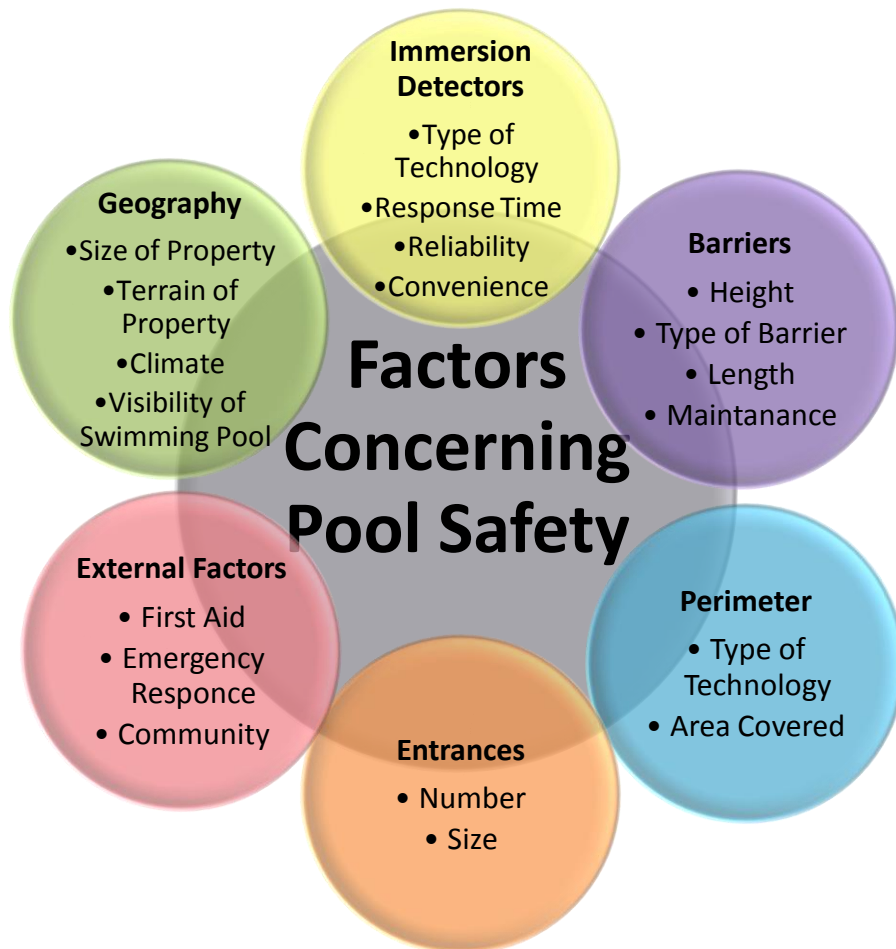 Immersion
Detectors
•Type of
Technology
•Response Time
•Reliability
•Convenience
Geography
•Size of Property
•Terrain of
Property
•Climate
•Visibility of
Swimming Pool
Barriers
• Height
• Type of Barrier
• Length
• Maintanance
Factors
Concerning
Pool Safety
External Factors
• First Aid
• Emergency
Responce
• Community
Perimeter
• Type of
Technology
• Area Covered
Entrances
• Number
• Size